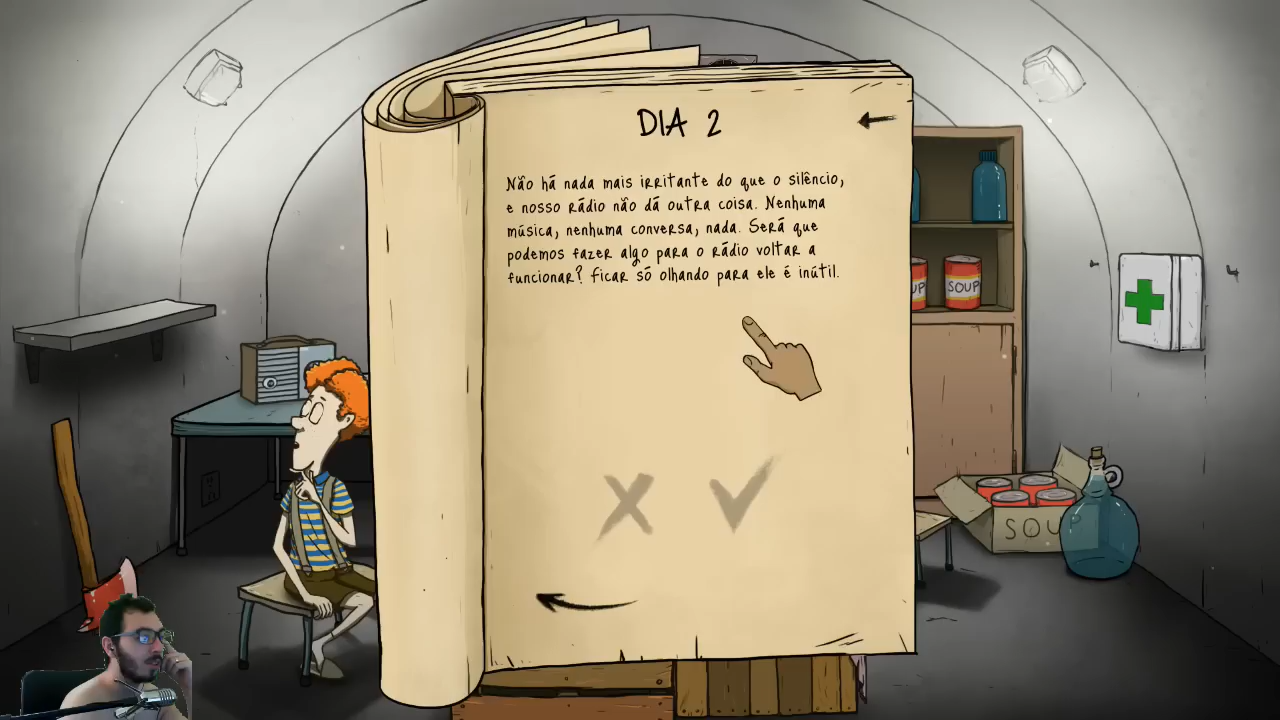 DIA 2
Não há nada mais irritante do que o silêncio,
e nosso rádio não dá outra coisa. Nenhuma
música, nenhuma conversa, nada. Será que
podemos fazer algo para o rádio voltar a
funcionar? Ficar só olhando para ele é inútil.
UP
SOUP
SOUP